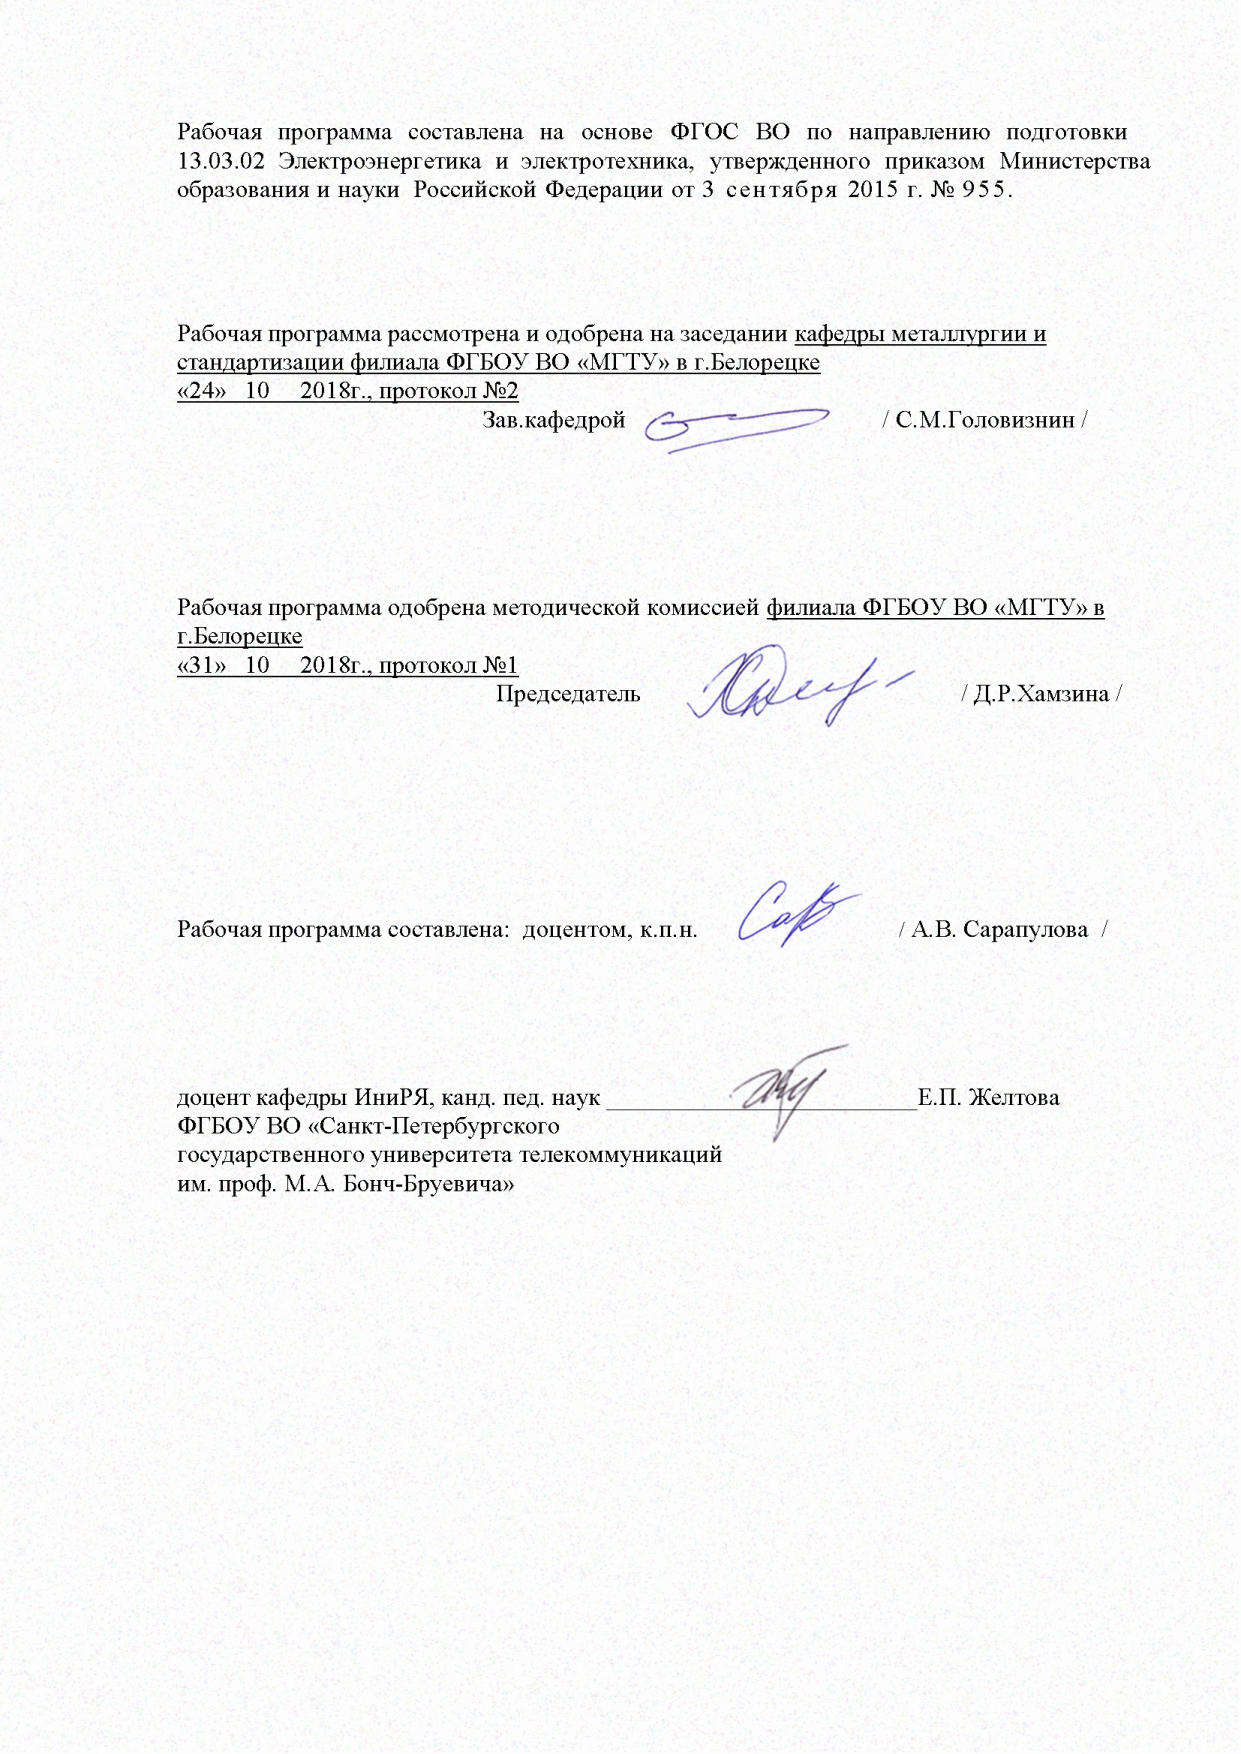 Рабочая программа составлена на основе ФГОС ВО по направлению подготовки
13.03.02 Электроэнергетика и электротехника, утвержденного приказом Министерства
образования и науки Российской Федерации от 3 сентября 2015 г. № 955.
Рабочая программа рассмотрена и одобрена на заседании кафедры металлургии и
стандартизации филиала ФГБОУ ВО «МГТУ» в г.Белорецке
«24» 10 2018г., протокол №2
Зав.кафедрой / С.М.Головизнин /
Рабочая программа одобрена методической комиссией филиала ФГБОУ ВО «МГТУ» в
г.Белорецке
«31» 10 2018г., протокол №1
Председатель / Д.Р.Хамзина /
Рабочая программа составлена: доцентом, к.п.н. / А.В. Сарапулова /
доцент кафедры ИниРЯ, канд. пед. наук __________________________Е.П. Желтова
ФГБОУ ВО «Санкт-Петербургского
государственного университета телекоммуникаций
им. проф. М.А. Бонч-Бруевича»